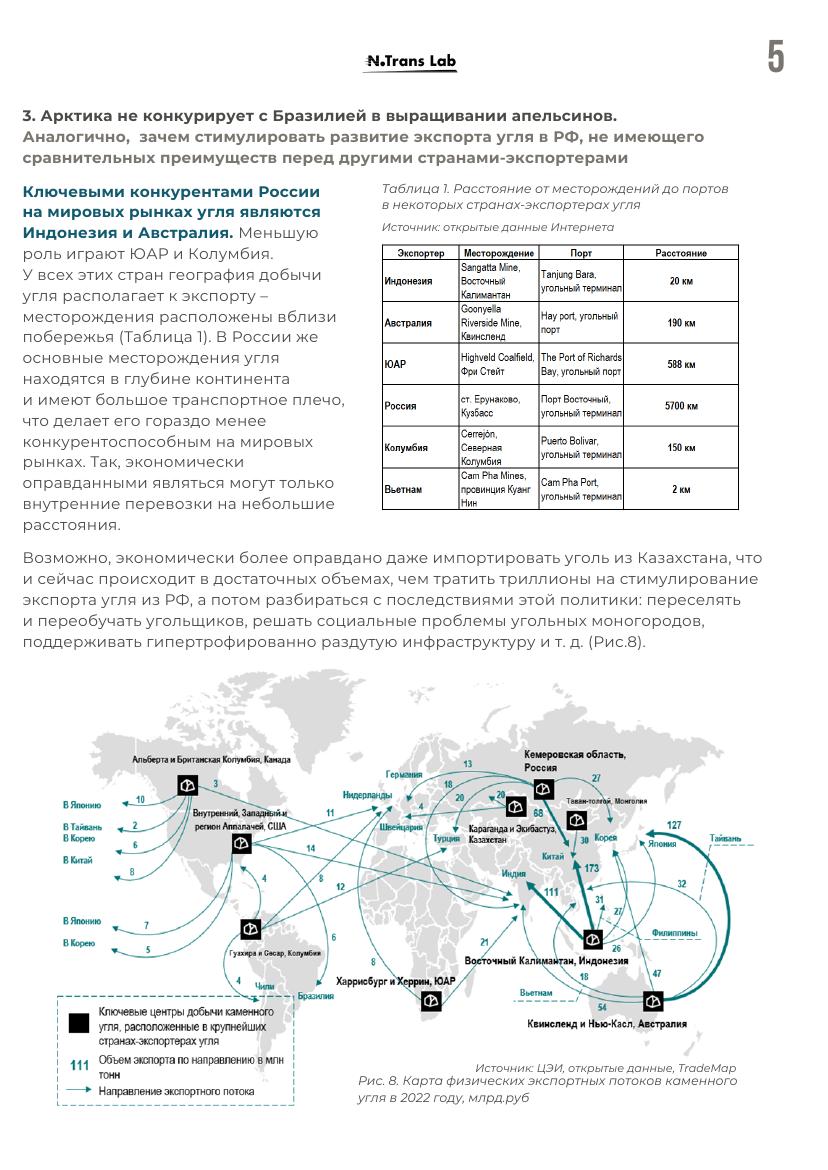 N.Trans Lab
5
3. Арктика не конкурирует с Бразилией в выращивании апельсинов.
Аналогично, зачем стимулировать развитие экспорта угля в РФ, не имеющего
сравнительных преимуществ перед другими странами-экспортерами
Ключевыми конкурентами России
на мировых рынках угля являются
Индонезия и Австралия. Меньшую
роль играют ЮАР и Колумбия.
У всех этих стран география добычи
угля располагает к экспорту –
месторождения расположены вблизи
побережья (Таблица 1). В России же
основные месторождения угля
находятся в глубине континента
и имеют большое транспортное плечо,
что делает его гораздо менее
конкурентоспособным на мировых
рынках. Так, экономически
оправданными являться могут только
внутренние перевозки на небольшие
расстояния.
Таблица 1. Расстояние от месторождений до портов
в некоторых странах-экспортерах угля
Источник: открытые данные Интернета
Экспортер Месторождение Порт Расстояние
Индонезия Sangatta Mine, Восточный Калимантан Tanjung Bara, угольный терминал 20 км
Австралия Goonyella Riverside Mine, Квинсленд Hay port, угольный порт 190 км
ЮАР Highveld Coalfield, Фри Стейт The Port of Richards Bay, угольный порт 588 км
Россия ст. Ерунаково, Кузбасс Порт Восточный, угольный терминал 5700 км
Колумбия Cerrejón, Северная Колумбия Puerto Bolivar, угольный терминал 150 км
Вьетнам Cam Pha Mines, провинция Куанг Нин Cam Pha Port, угольный терминал 2 км
Возможно, экономически более оправдано даже импортировать уголь из Казахстана, что
и сейчас происходит в достаточных объемах, чем тратить триллионы на стимулирование
экспорта угля из РФ, а потом разбираться с последствиями этой политики: переселять
и переобучать угольщиков, решать социальные проблемы угольных моногородов,
поддерживать гипертрофированно раздутую инфраструктуру и т. д. (Рис.8).
Альберта и Британская Колумбия, Канада
3
В Японию
10
В Тайвань
2
В Корею
6
В Китай
8
Внутренний, Западный и
регион Аппалачей, США
11
14
8
12
4
6
В Японию
7
В Корею
5
Гуахира и Сесар, Колумбия
4
Чили
Бразилия
Германия
13
Нидерланды
18
20
20
4
Швейцария
Турция
Кемеровская область,
Россия
27
68
Таван-толгой, Монголия
Караганда и Экибастуз,
Казахстан
30
Корея
Китай
Япония
127
Тайвань
173
Индия
111
32
31
27
Филиппины
26
21
Восточный Калимантан, Индонезия
8
Харрисбург и Херрин, ЮАР
18
47
Вьетнам
54
Квинсленд и Нью-Касл, Австралия
Ключевые центры добычи каменного
угля, расположенные в крупнейших
странах-экспортерах угля
111 Объем экспорта по направлению в млн
тонн
Направление экспортного потока
Источник: ЦЭИ, открытые данные, TradeMap
Рис. 8. Карта физических экспортных потоков каменного
угля в 2022 году, млрд.руб